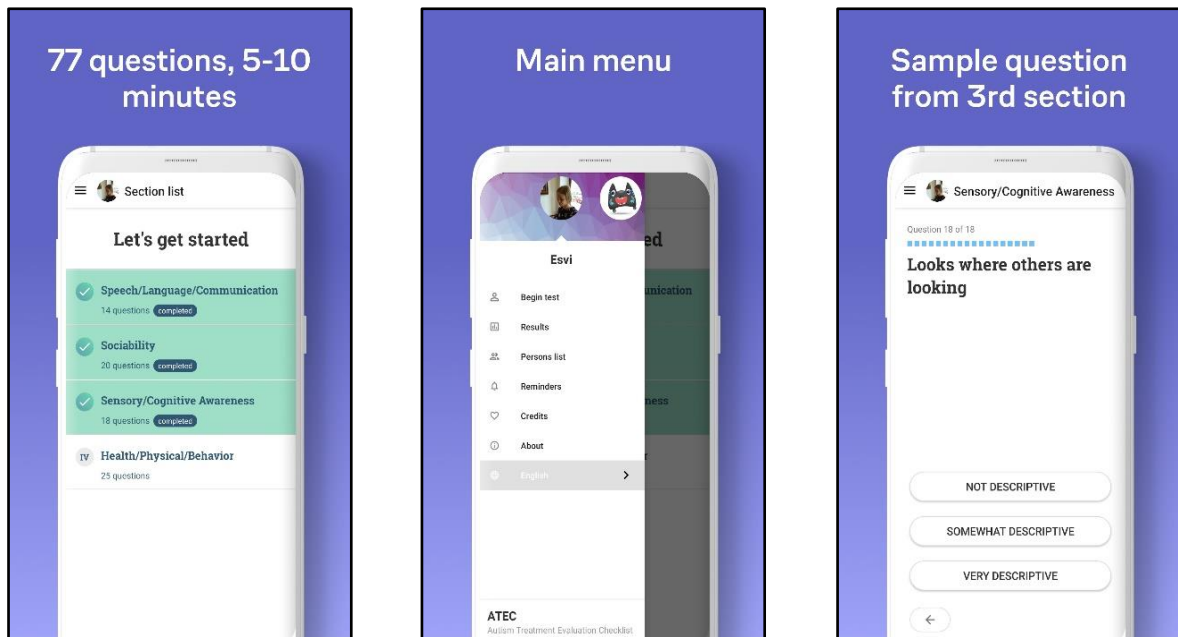 77 questions, 5-10
minutes
Section list
Let's get started
Speech/Language/Communication
14 questions completed
Sociability
20 questions completed
Sensory/Cognitive Awareness
18 questions completed
IV Health/Physical/Behavior
25 questions
Main menu
ed
Esvi
unication
Begin test
Results
Persons list
Reminders
ness
Credits
About
r
English
ATEC
Autism Treatment Evaluation Checklist
Sample question
from 3rd section
Sensory/Cognitive Awareness
Question 18 of 18
Looks where others are
looking
NOT DESCRIPTIVE
SOMEWHAT DESCRIPTIVE
VERY DESCRIPTIVE